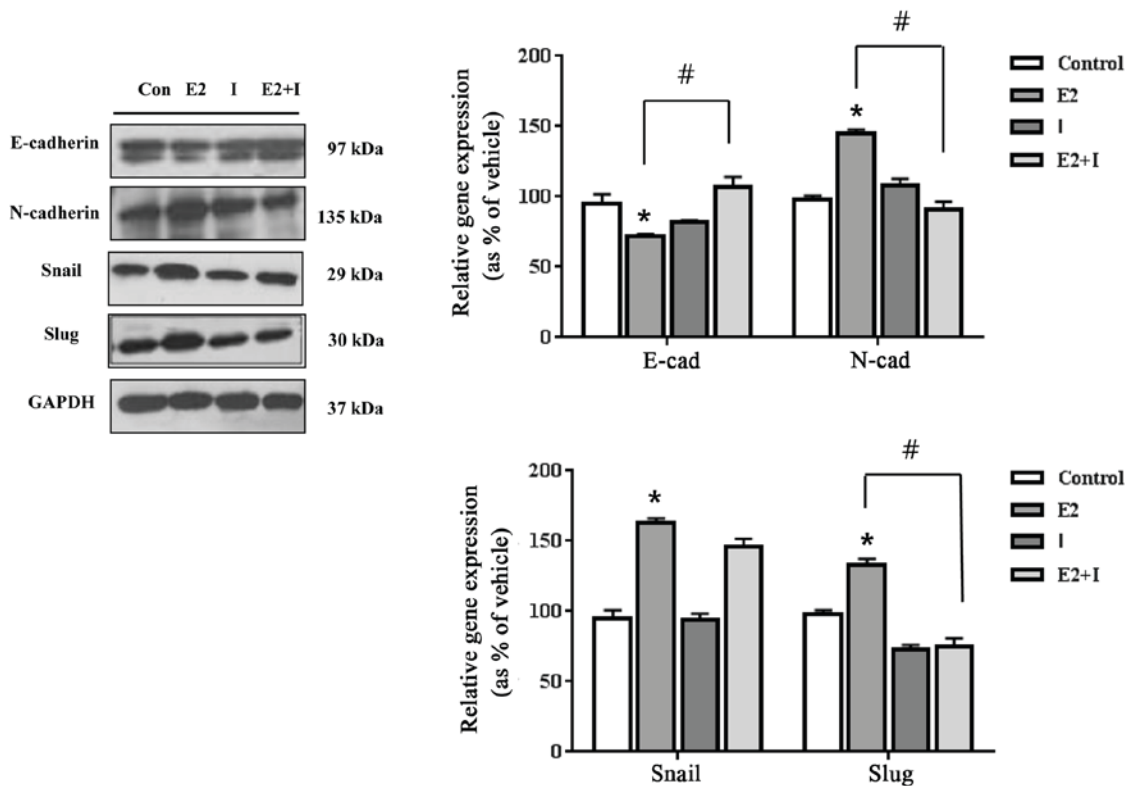 Con E2 I E2+I
E-cadherin 97 kDa
N-cadherin 135 kDa
Snail 29 kDa
Slug 30 kDa
GAPDH 37 kDa
Relative gene expression
(as % of vehicle)
200
150
100
50
0
#
#
*
*
E-cad N-cad
Control
E2
I
E2+I
Relative gene expression
(as % of vehicle)
200
150
100
50
0
#
*
*
Snail Slug
Control
E2
I
E2+I